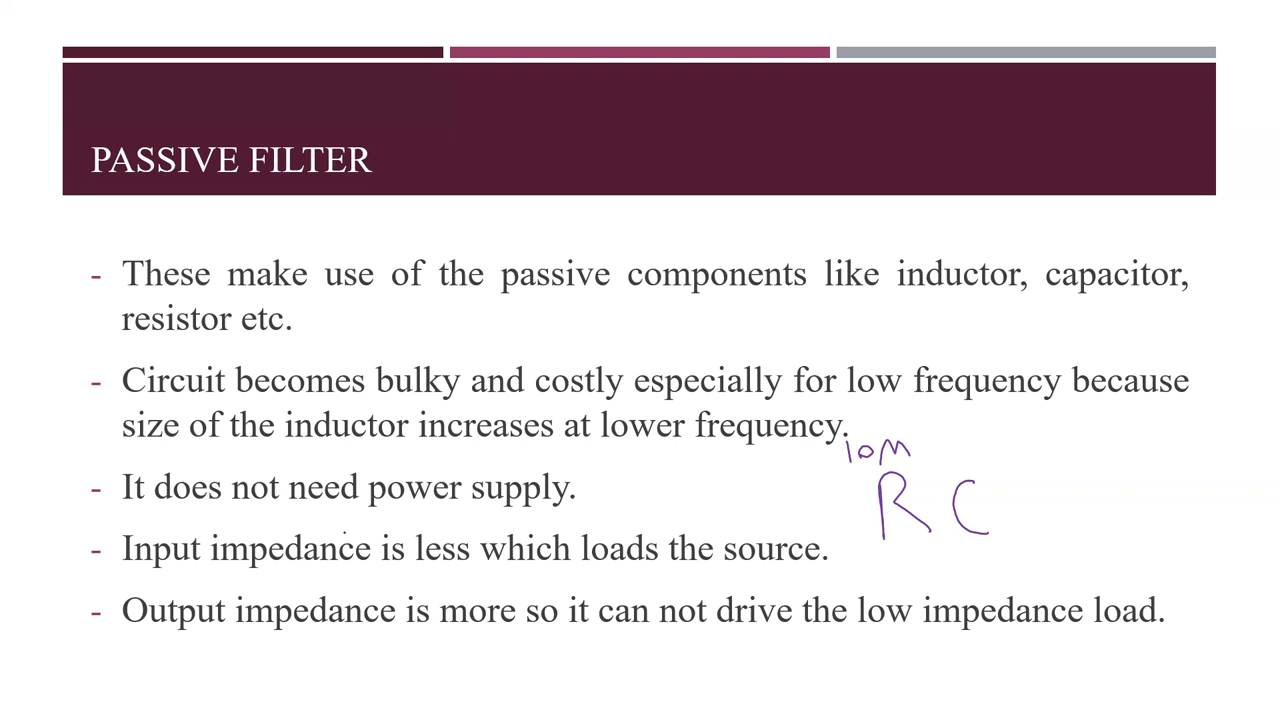 PASSIVE FILTER
- These make use of the passive components like inductor, capacitor,
resistor etc.
- Circuit becomes bulky and costly especially for low frequency because
size of the inductor increases at lower frequency.
10M
R C
- It does not need power supply.
- Input impedance is less which loads the source.
- Output impedance is more so it can not drive the low impedance load.